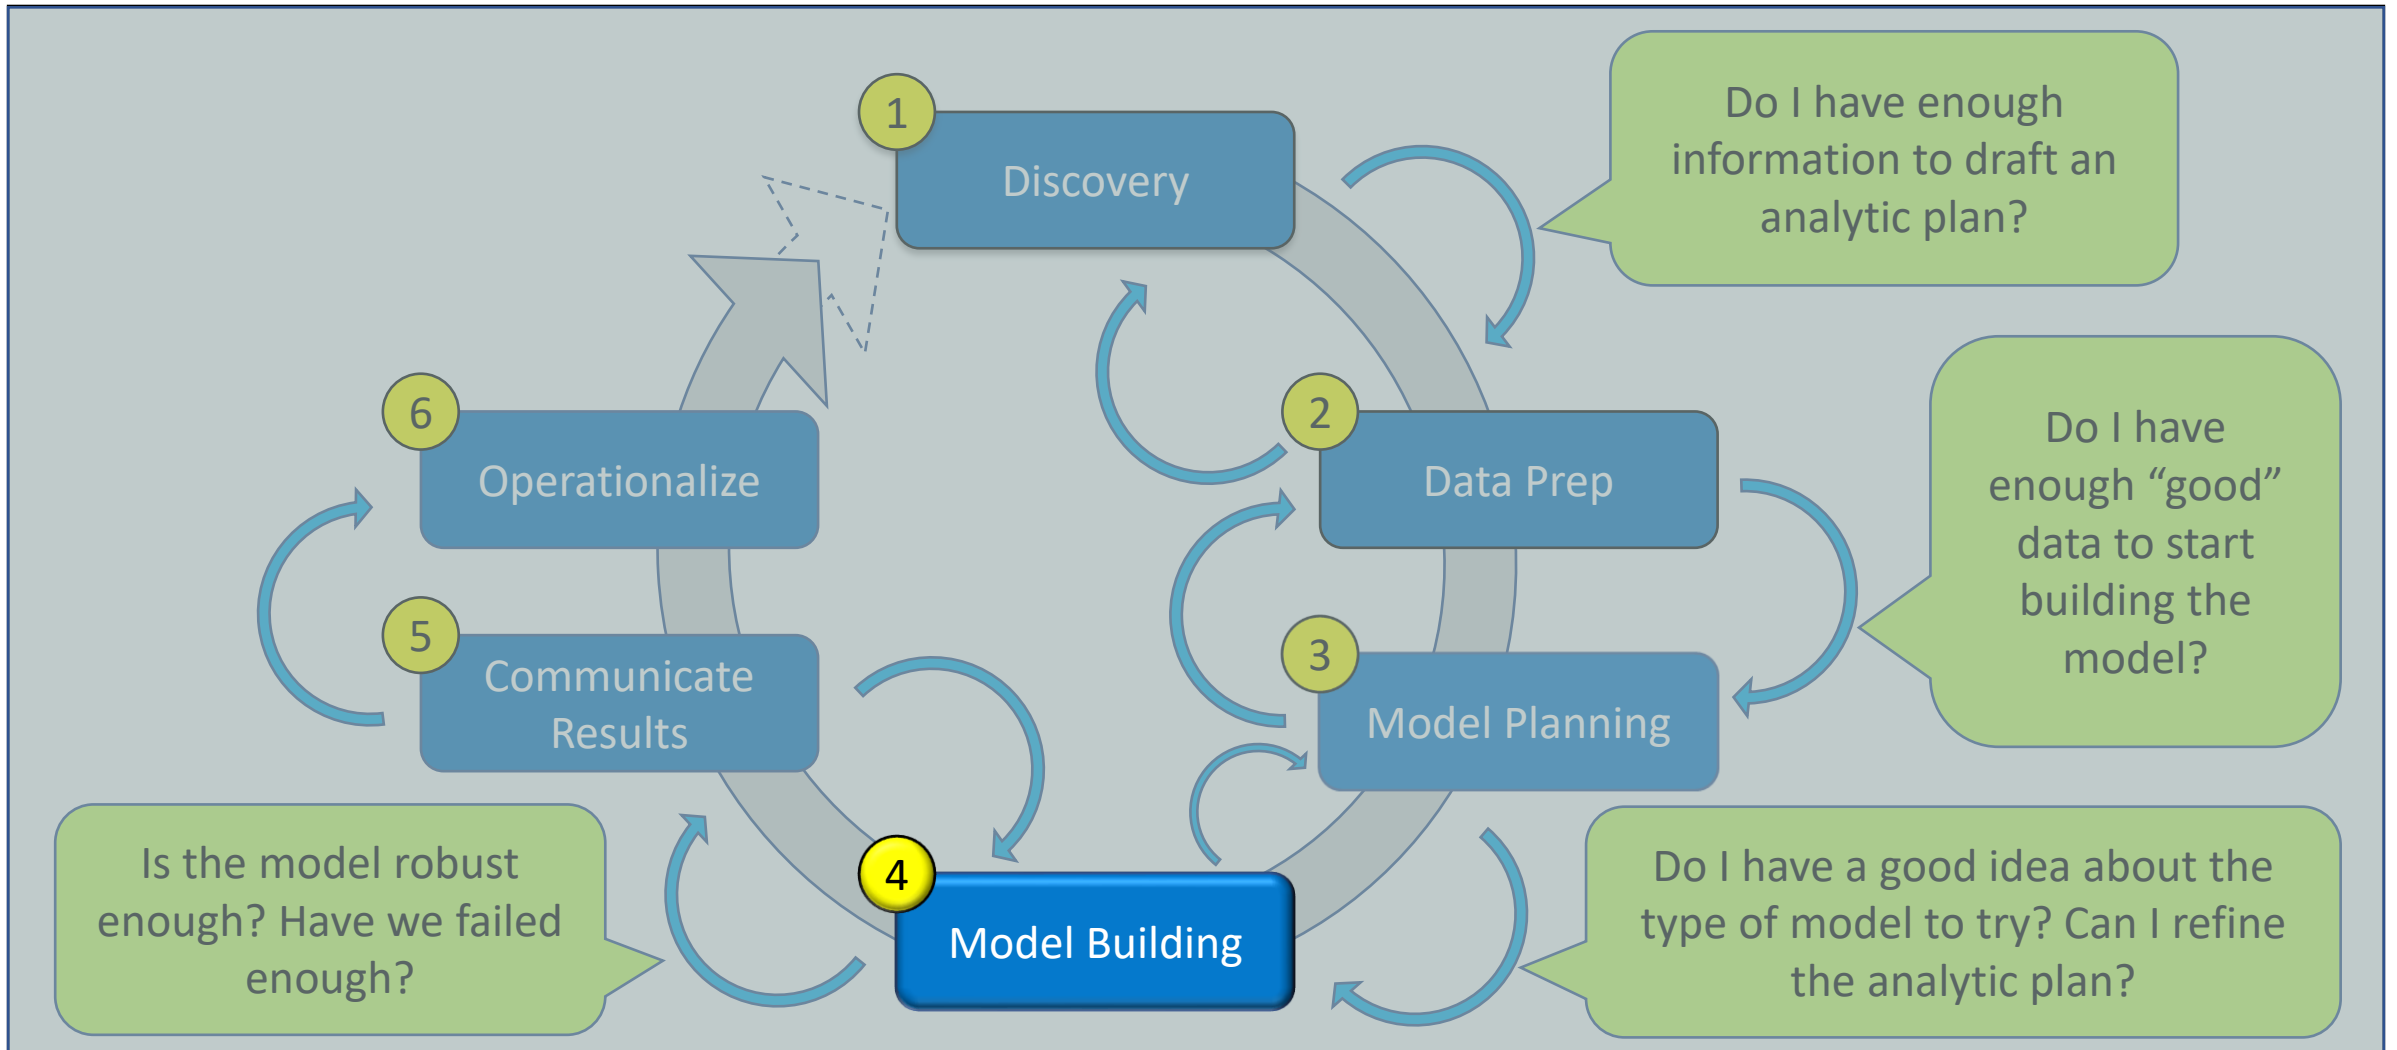 1
Discovery
Do I have enough
information to draft an
analytic plan?
2
Data Prep
Do I have
enough “good”
data to start
building the
model?
3
Model Planning
Do I have a good idea about the
type of model to try? Can I refine
the analytic plan?
4
Model Building
Is the model robust
enough? Have we failed
enough?
5
Communicate
Results
6
Operationalize